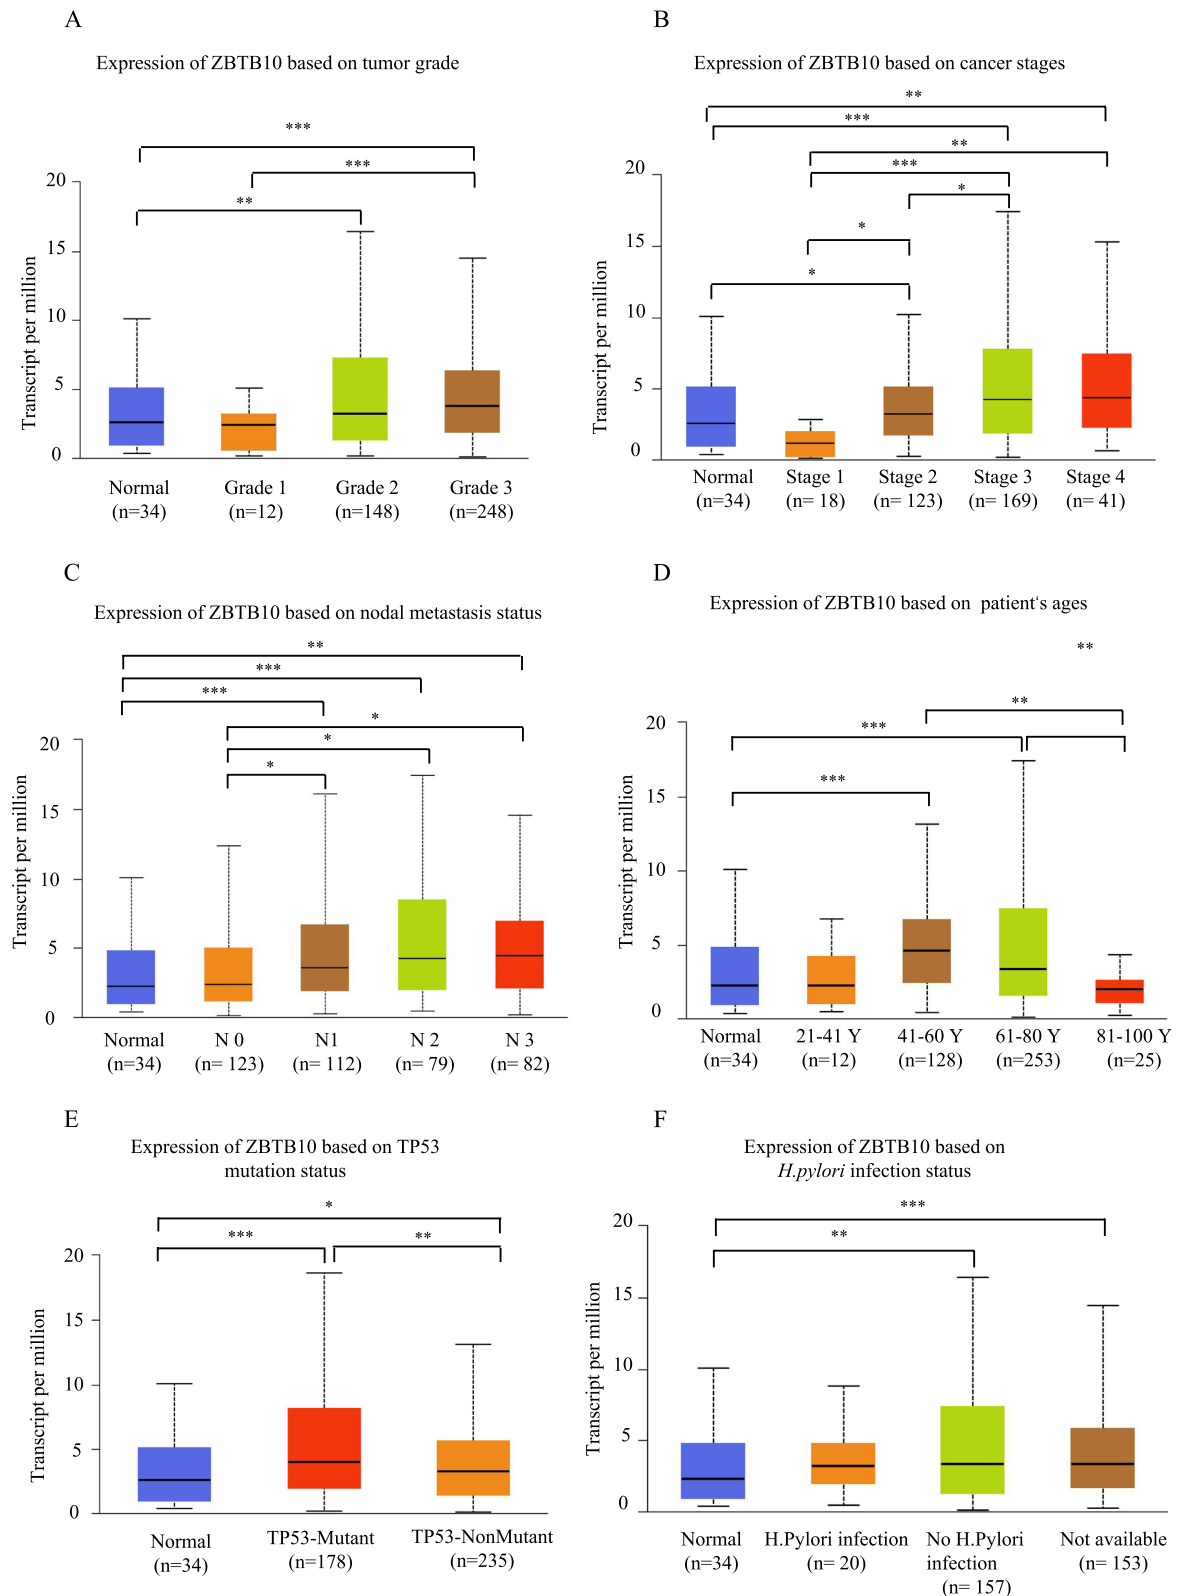 A
Expression of ZBTB10 based on tumor grade
***
***
**
20
15
10
5
0
Transcript per million
Normal
(n=34)
Grade 1
(n=12)
Grade 2
(n=148)
Grade 3
(n=248)
B
Expression of ZBTB10 based on cancer stages
**
***
**
***
*
*
*
20
15
10
5
0
Transcript per million
Normal
(n=34)
Stage 1
(n= 18)
Stage 2
(n= 123)
Stage 3
(n= 169)
Stage 4
(n= 41)
C
Expression of ZBTB10 based on nodal metastasis status
**
***
***
*
*
*
20
15
10
5
0
Transcript per million
Normal
(n=34)
N 0
(n= 123)
N1
(n= 112)
N 2
(n= 79)
N 3
(n= 82)
D
Expression of ZBTB10 based on patient‘s ages
**
**
***
***
20
15
10
5
0
Transcript per million
Normal
(n=34)
21-41 Y
(n=12)
41-60 Y
(n=128)
61-80 Y
(n=253)
81-100 Y
(n=25)
E
Expression of ZBTB10 based on TP53
mutation status
*
***
**
20
15
10
5
0
Transcript per million
Normal
(n=34)
TP53-Mutant
(n=178)
TP53-NonMutant
(n=235)
F
Expression of ZBTB10 based on
H.pylori infection status
***
**
20
15
10
5
0
Transcript per million
Normal
(n=34)
H.Pylori infection
(n= 20)
No H.Pylori
infection
(n= 157)
Not available
(n= 153)